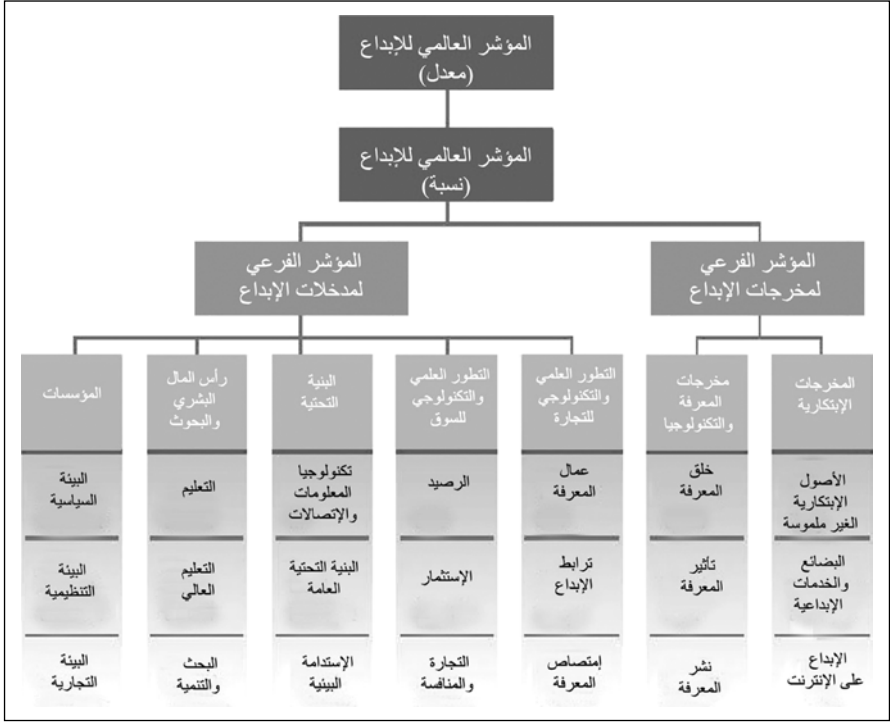 المؤشر العالمي للإبداع
(معدل)
المؤشر العالمي للإبداع
(نسبة)
المؤشر الفرعي
لمخرجات الإبداع
المؤشر الفرعي
لمدخلات الإبداع
المخرجات
الإبتكارية
الأصول
الإبتكارية
الغير ملموسة
البضائع
والخدمات
الإبداعية
الإبداع
على الإنترنت
مخرجات
المعرفة
والتكنولوجيا
خلق
المعرفة
تأثير
المعرفة
نشر
المعرفة
التطور العلمي
والتكنولوجي
للتجارة
عمال
المعرفة
ترابط
الإبداع
إمتصاص
المعرفة
التطور العلمي
والتكنولوجي
للسوق
الرصيد
الإستثمار
التجارة
والمنافسة
البنية
التحتية
تكنولوجيا
المعلومات
والإتصالات
البنية التحتية
العامة
الإستدامة
البيئية
رأس المال
البشري
والبحوث
التعليم
التعليم
العالي
البحث
والتنمية
المؤسسات
البيئة
السياسية
البيئة
التنظيمية
البيئة
التجارية